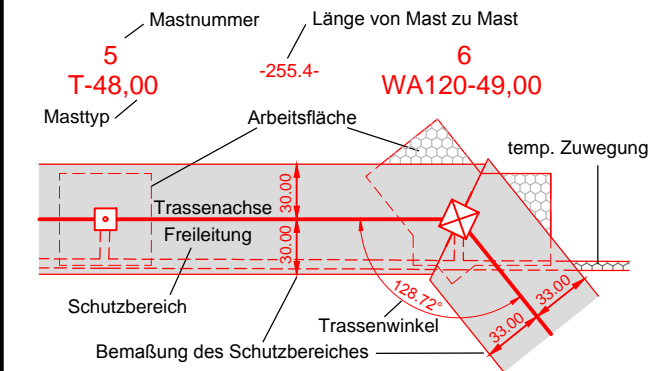 Mastnummer
Länge von Mast zu Mast
5
-255.4-
6
T-48,00
WA120-49,00
Masttyp
Arbeitsfläche
temp. Zuwegung
30.00
Trassenachse
Freileitung
30.00
128.72°
33.00
33.00
Schutzbereich
Trassenwinkel
Bemaßung des Schutzbereiches